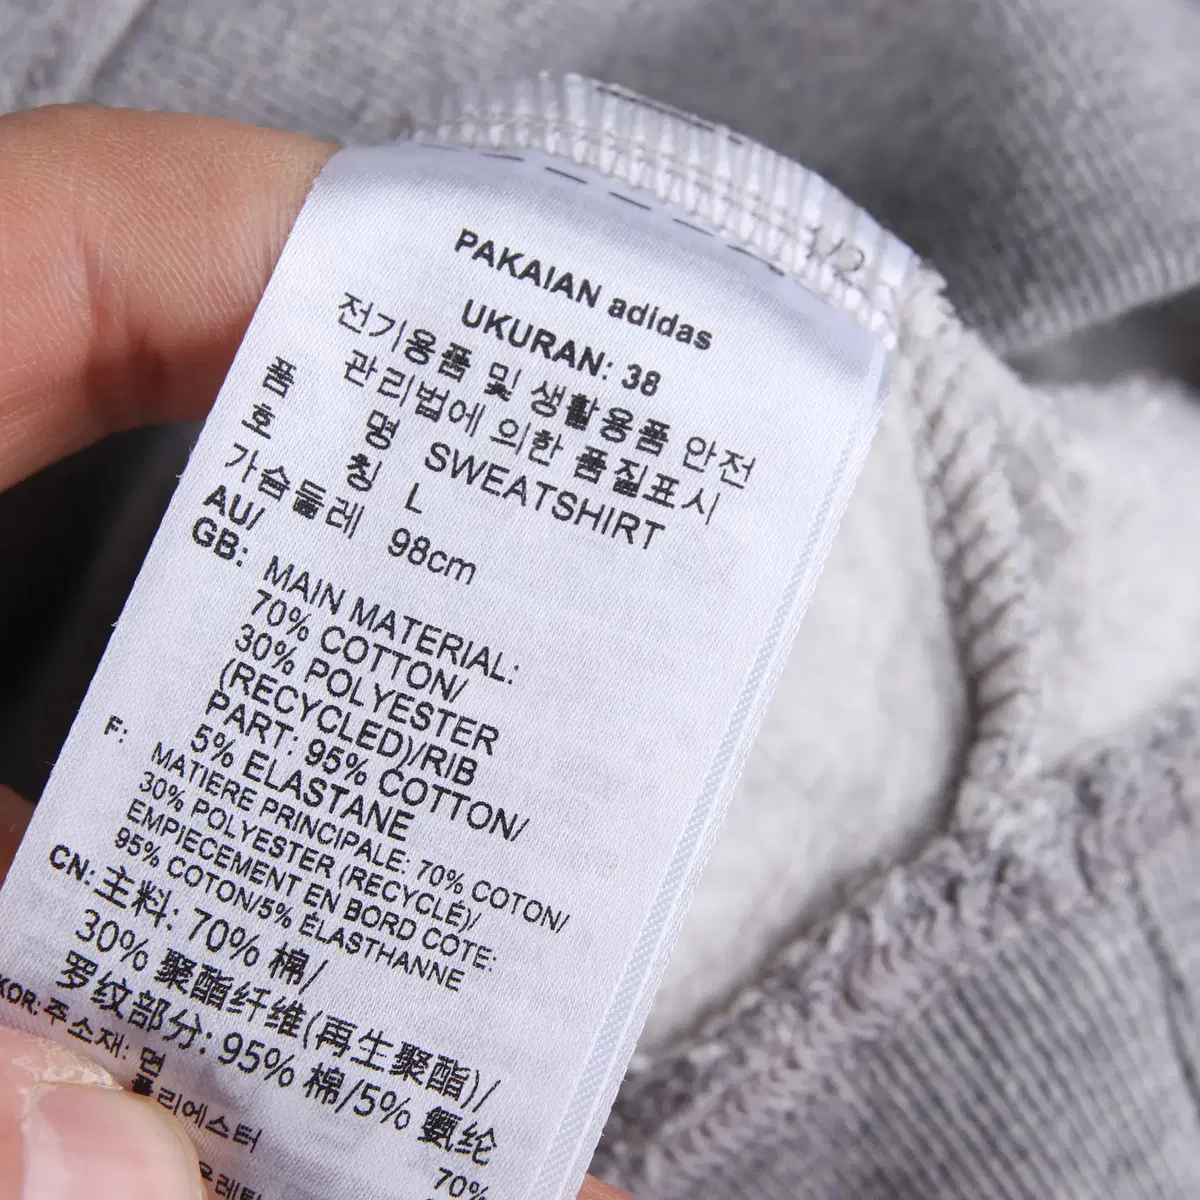 1/2
PAKAIAN adidas
UKURAN: 38
전기용품 및 생활용품 안전
관리법에 의한 품질표시
품 명 SWEATSHIRT
호 칭 L
가슴둘레 98cm
AU/
GB: MAIN MATERIAL:
70% COTTON/
30% POLYESTER
(RECYCLED)/RIB
PART: 95% COTTON/
5% ELASTANE
F: MATIERE PRINCIPALE: 70% COTON/
30% POLYESTER (RECYCLÉ)/
EMPIECEMENT EN BORD COTE:
95% COTON/5% ÉLASTHANNE
CN: 主料: 70% 棉/
30% 聚酯纤维(再生聚酯)/
罗纹部分: 95% 棉/5% 氨纶
KOR: 주소재: 면 70%
폴리에스터